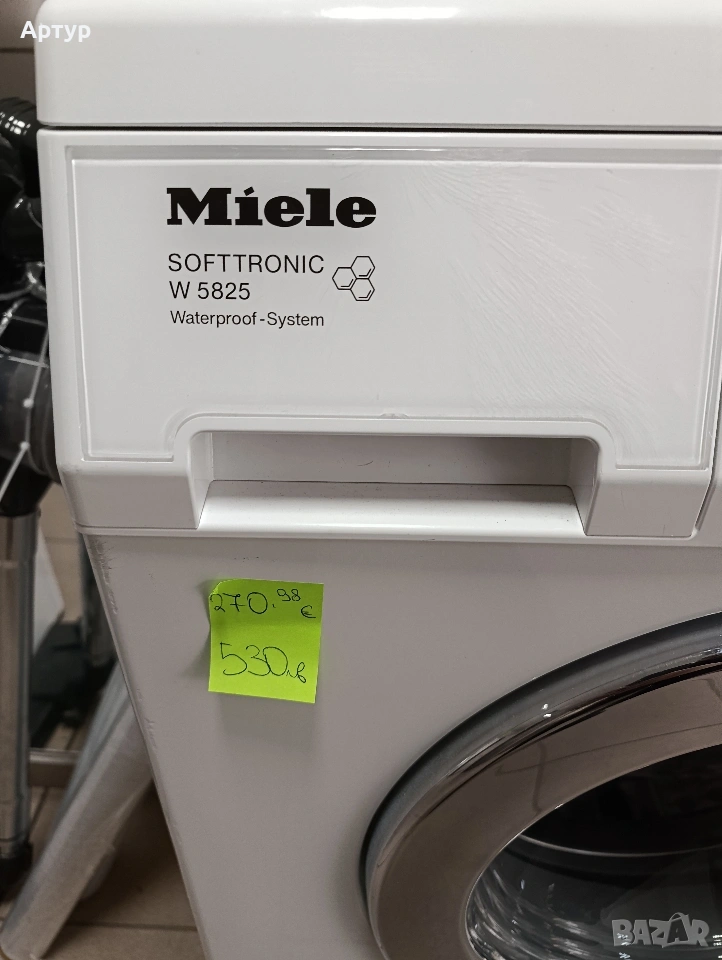 Артур
Miele
SOFTTRONIC
W 5825
Waterproof-System
270.98 €
530лв
BAZAR